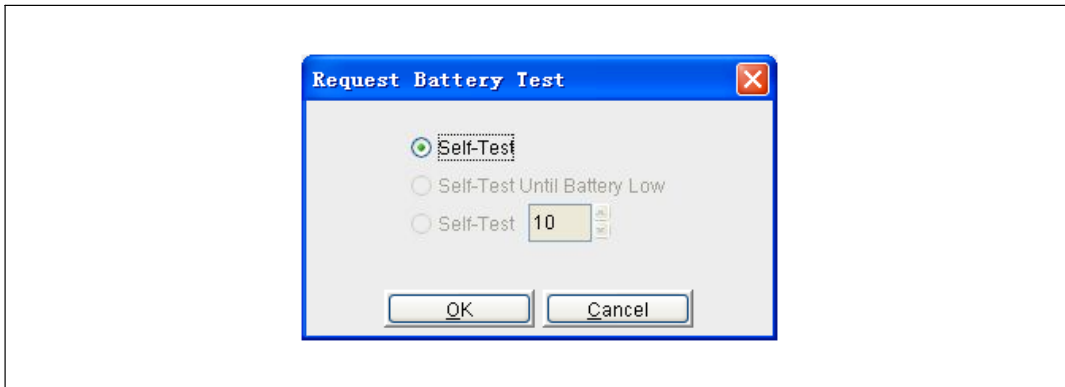 Request Battery Test
Self-Test
Self-Test Until Battery Low
Self-Test 10
OK Cancel